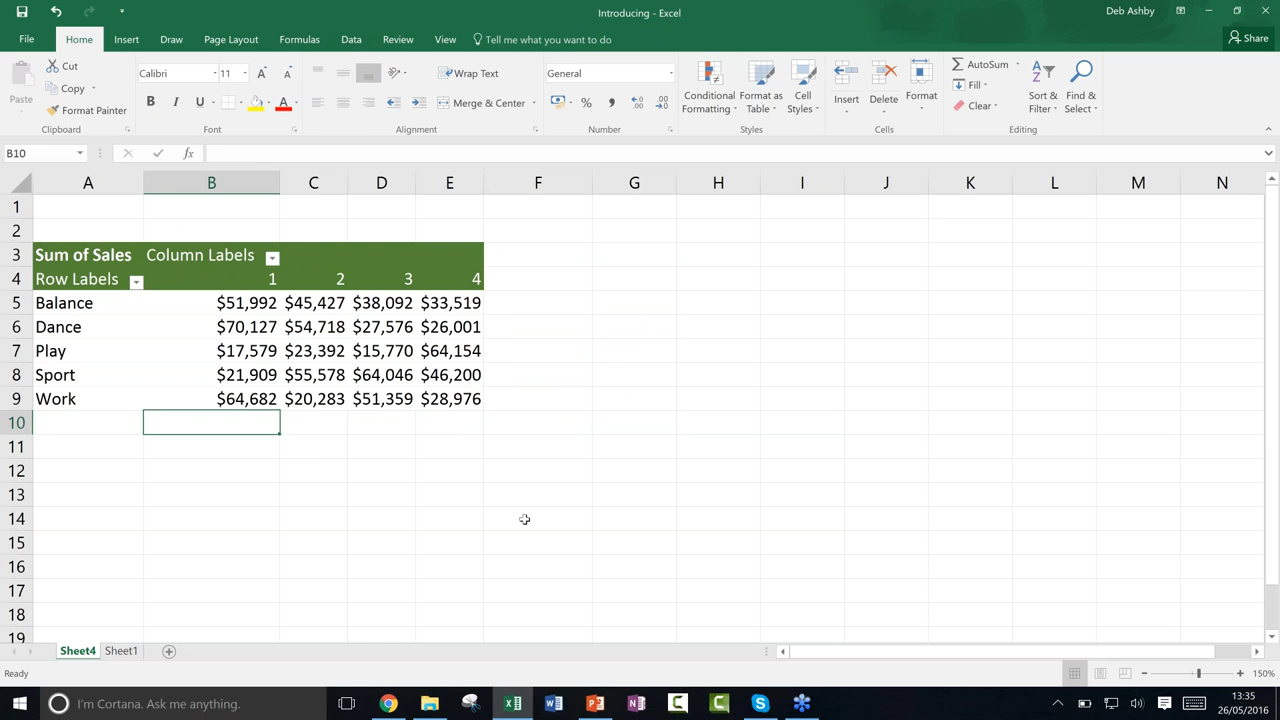 Introducing - Excel
Deb Ashby
File Home Insert Draw Page Layout Formulas Data Review View Tell me what you want to do Share
Paste
Cut
Copy
Format Painter
Clipboard
Calibri 11
B I U A
Font
Wrap Text
Merge & Center
Alignment
General
%
Number
Conditional Formatting
Format as Table
Cell Styles
Styles
Insert
Delete
Format
Cells
AutoSum
Fill
Clear
Sort & Filter
Find & Select
Editing
B10
fx
A B C D E F G H I J K L M N
1
2
3 Sum of Sales Column Labels
4 Row Labels 1 2 3 4
5 Balance $51,992 $45,427 $38,092 $33,519
6 Dance $70,127 $54,718 $27,576 $26,001
7 Play $17,579 $23,392 $15,770 $64,154
8 Sport $21,909 $55,578 $64,046 $46,200
9 Work $64,682 $20,283 $51,359 $28,976
10
11
12
13
14
15
16
17
18
19
Sheet4 Sheet1
Ready
150%
I'm Cortana. Ask me anything.
13:35
26/05/2016